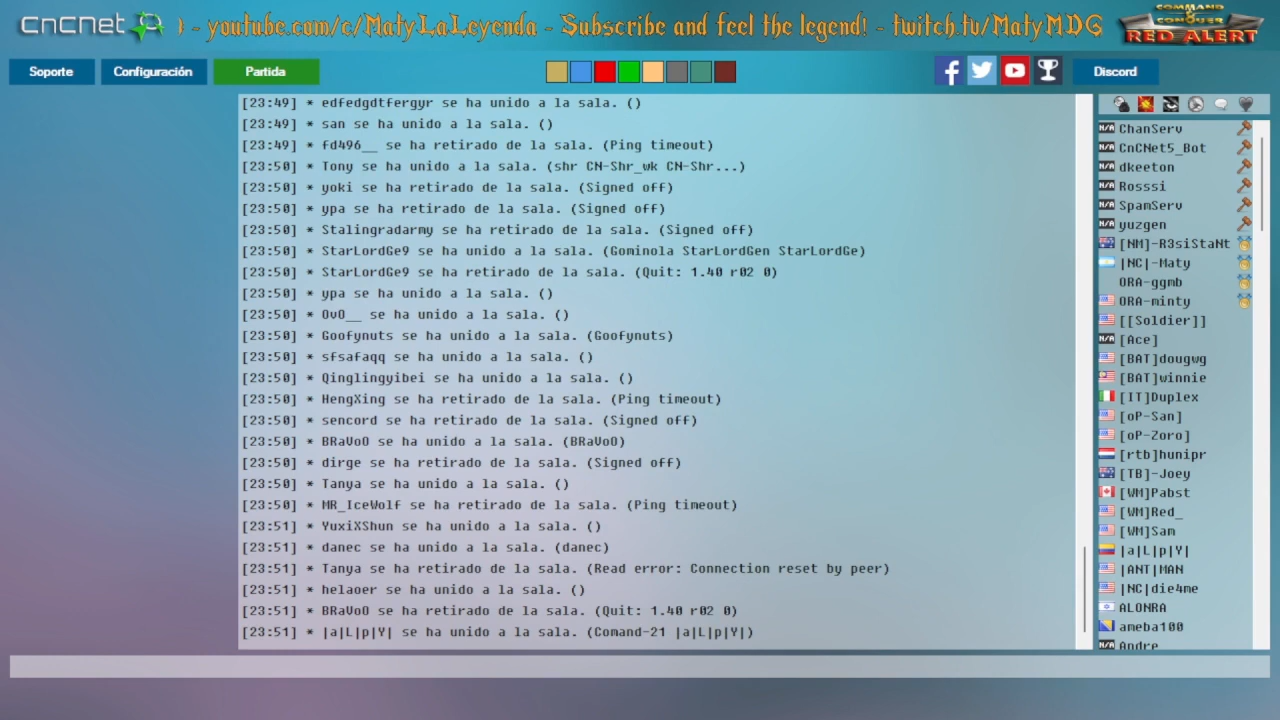 CnCNet
- youtube.com/c/MatyLaLeyenda - Subscribe and feel the legend! - twitch.tv/MatyMDG
COMMAND & CONQUER
RED ALERT
Soporte
Configuración
Partida
Discord
[23:49] * edfedgdtfergyr se ha unido a la sala. ()
[23:49] * san se ha unido a la sala. ()
[23:49] * fd496__ se ha retirado de la sala. (Ping timeout)
[23:50] * Tony se ha unido a la sala. (shr CN-Shr_wk CN-Shr...)
[23:50] * yoki se ha retirado de la sala. (Signed off)
[23:50] * ypa se ha retirado de la sala. (Signed off)
[23:50] * Stalingradarmy se ha retirado de la sala. (Signed off)
[23:50] * StarLordGe9 se ha unido a la sala. (Gominola StarLordGen StarLordGe)
[23:50] * StarLordGe9 se ha retirado de la sala. (Quit: 1.40 r02 0)
[23:50] * ypa se ha unido a la sala. ()
[23:50] * OvO__ se ha unido a la sala. ()
[23:50] * Goofynuts se ha unido a la sala. (Goofynuts)
[23:50] * sfsafaqq se ha unido a la sala. ()
[23:50] * Qinglingyibei se ha unido a la sala. ()
[23:50] * HengXing se ha retirado de la sala. (Ping timeout)
[23:50] * sencord se ha retirado de la sala. (Signed off)
[23:50] * BRaVoO se ha unido a la sala. (BRaVoO)
[23:50] * dirge se ha retirado de la sala. (Signed off)
[23:50] * Tanya se ha unido a la sala. ()
[23:50] * MR_IceWolf se ha retirado de la sala. (Ping timeout)
[23:51] * YuxiXShun se ha unido a la sala. ()
[23:51] * danec se ha unido a la sala. (danec)
[23:51] * Tanya se ha retirado de la sala. (Read error: Connection reset by peer)
[23:51] * helaoer se ha unido a la sala. ()
[23:51] * BRaVoO se ha retirado de la sala. (Quit: 1.40 r02 0)
[23:51] * |a|L|p|Y| se ha unido a la sala. (Comand-21 |a|L|p|Y|)
N/A ChanServ
N/A CnCNet5_Bot
N/A dkeeton
N/A Rosssi
N/A SpamServ
N/A yuzgen
[NM]-R3siStaNt
|NC|-Maty
ORA-ggmb
ORA-minty
[[Soldier]]
N/A [Ace]
[BAT]dougwg
[BAT]winnie
[IT]Duplex
[oP-San]
[oP-Zoro]
[rtb]hunipr
[TB]-Joey
[WM]Pabst
[WM]Red_
[WM]Sam
|a|L|p|Y|
|ANT|MAN
|NC|die4me
ALONRA
ameba100
N/A Andre